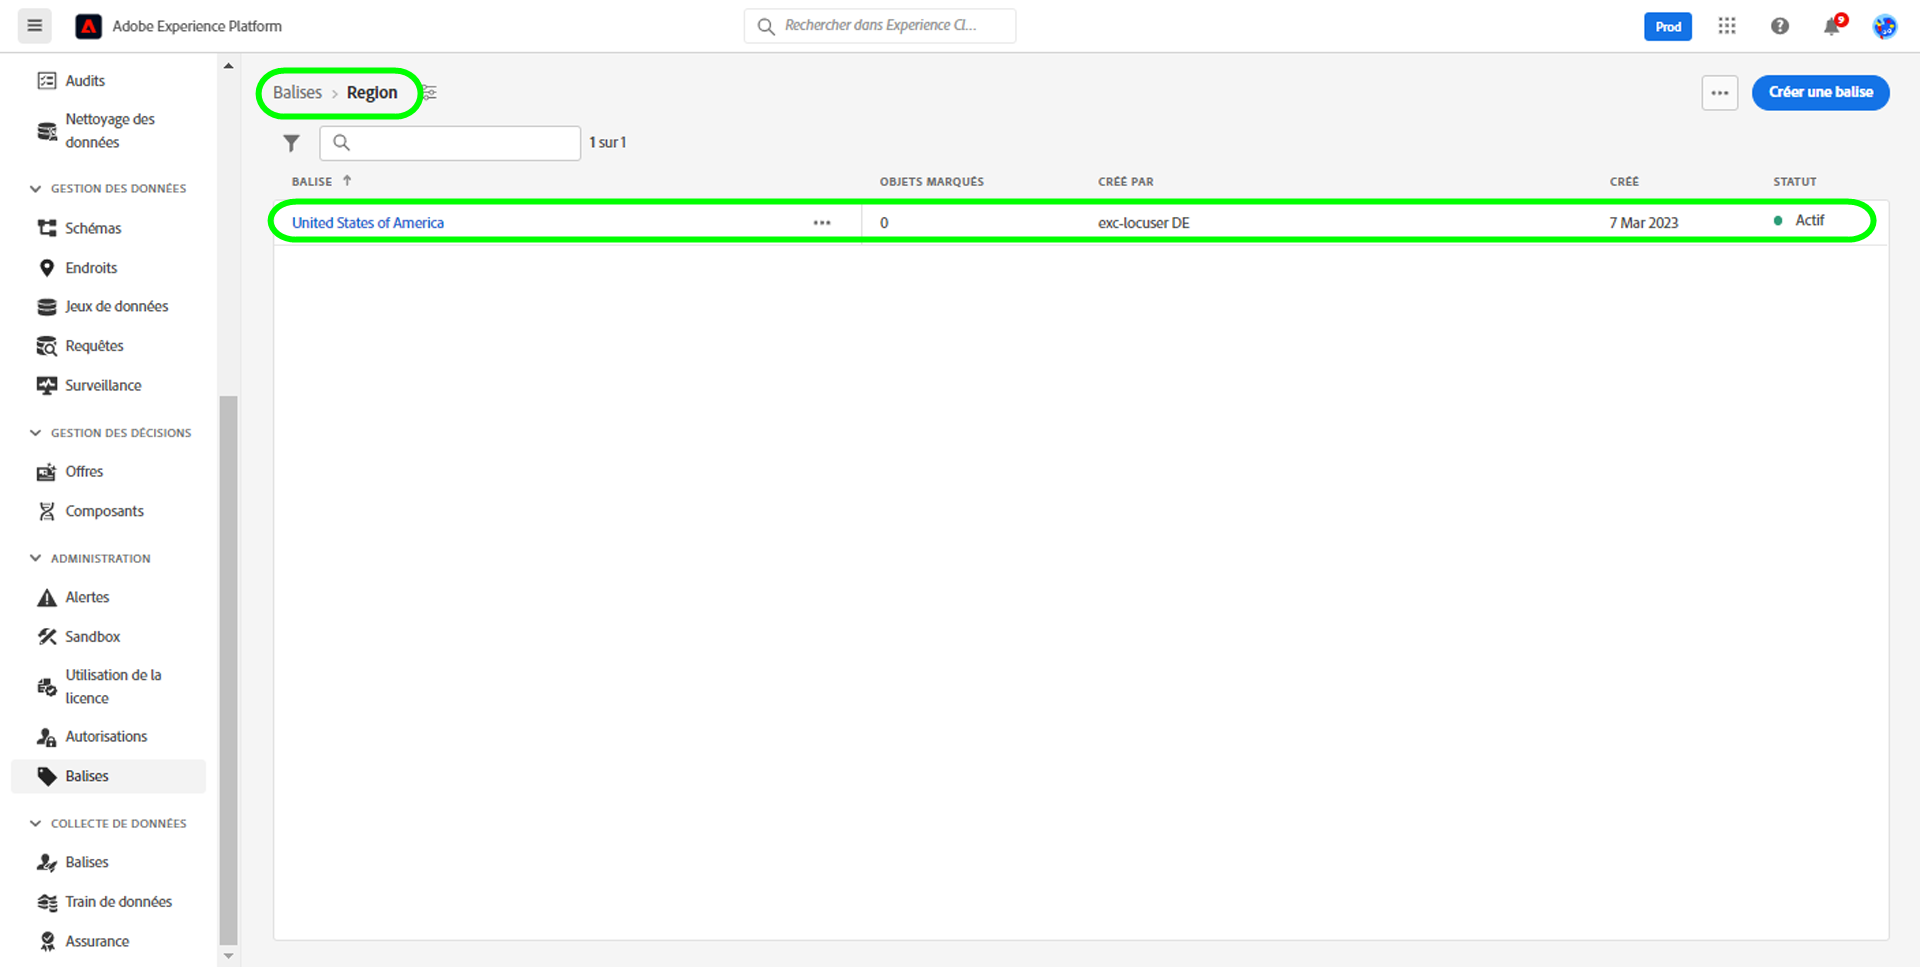 Adobe Experience Platform
Rechercher dans Experience Cl...
Prod
9
Audits
Nettoyage des
données
GESTION DES DONNÉES
Schémas
Endroits
Jeux de données
Requêtes
Surveillance
GESTION DES DÉCISIONS
Offres
Composants
ADMINISTRATION
Alertes
Sandbox
Utilisation de la
licence
Autorisations
Balises
COLLECTE DE DONNÉES
Balises
Train de données
Assurance
Balises > Region
Créer une balise
1 sur 1
BALISE OBJETS MARQUÉS CRÉÉ PAR CRÉÉ STATUT
United States of America 0 exc-locuser DE 7 Mar 2023 Actif